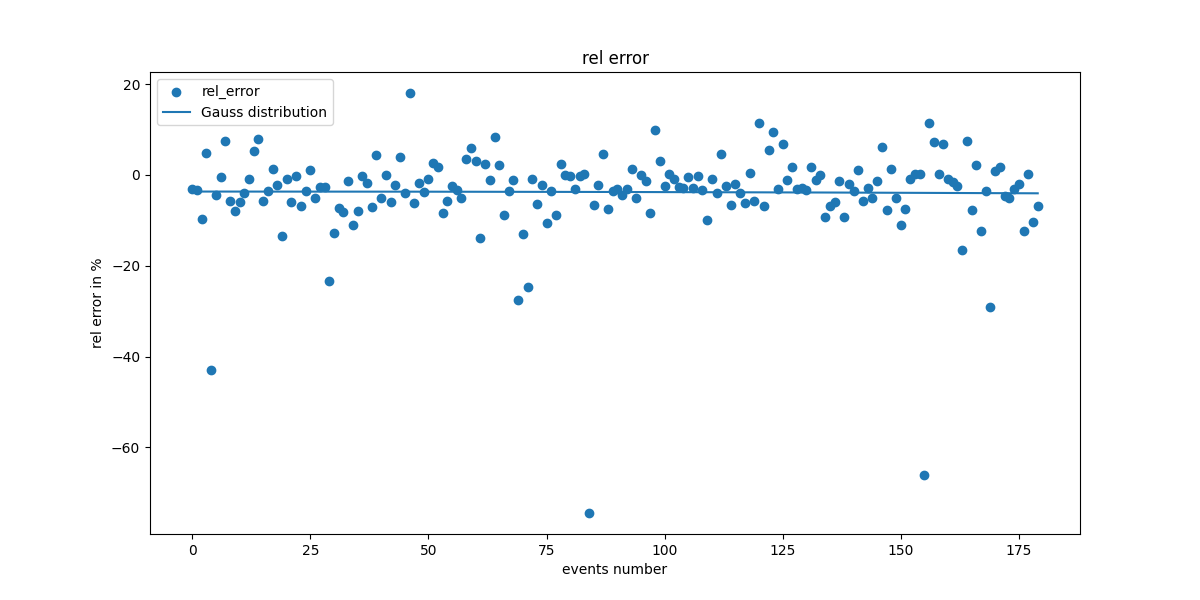 rel error
rel_error
Gauss distribution
20
0
−20
−40
−60
rel error in %
0 25 50 75 100 125 150 175
events number